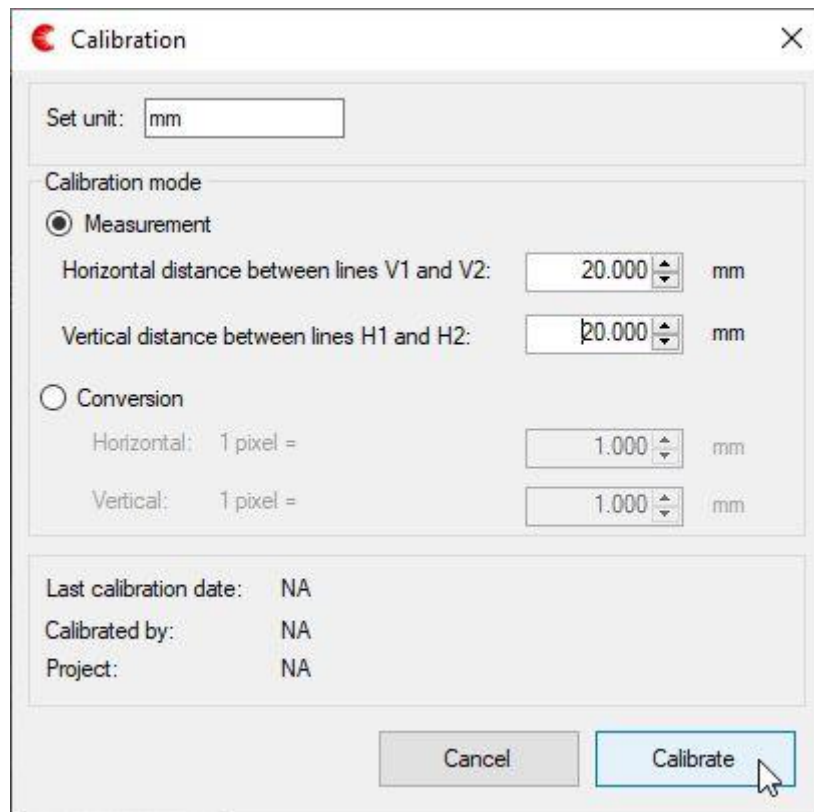 Calibration
Set unit: mm
Calibration mode
Measurement
Horizontal distance between lines V1 and V2: 20.000 mm
Vertical distance between lines H1 and H2: 20.000 mm
Conversion
Horizontal: 1 pixel = 1.000 mm
Vertical: 1 pixel = 1.000 mm
Last calibration date: NA
Calibrated by: NA
Project: NA
Cancel Calibrate